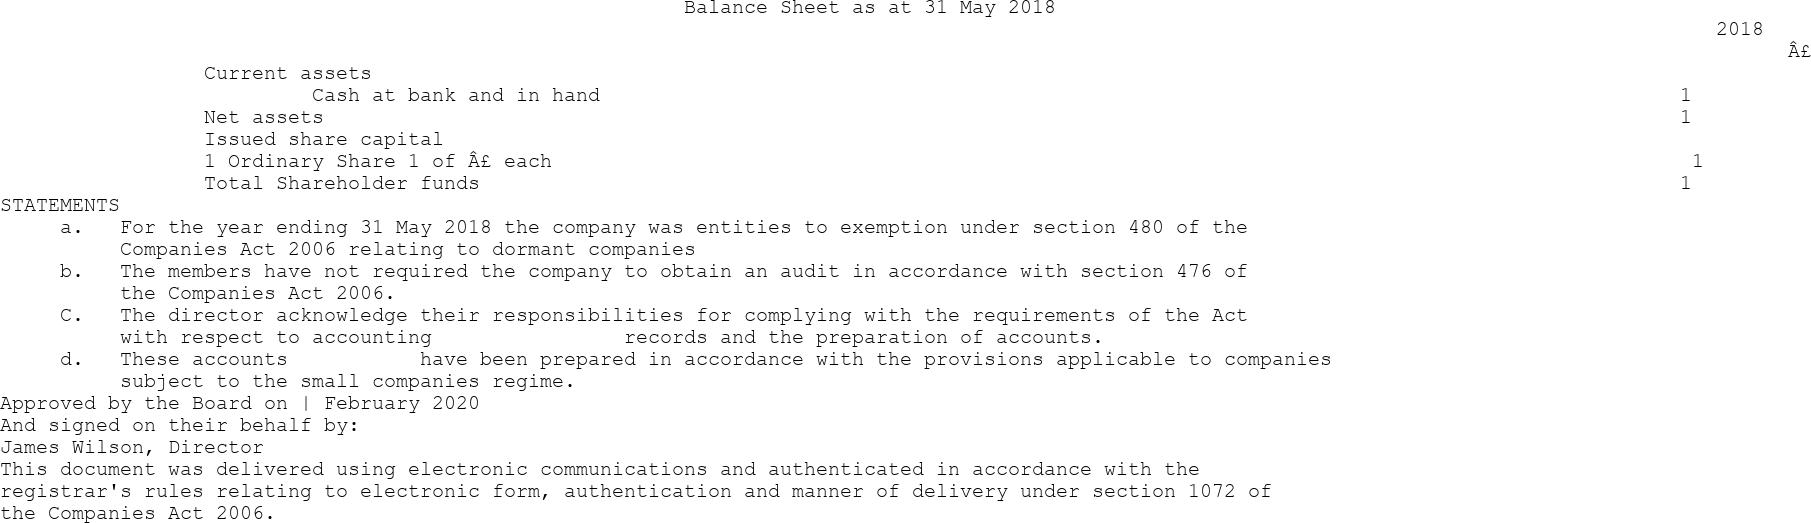 Balance Sheet as at 31 May 2018
2018
Â£
Current assets
Cash at bank and in hand 1
Net assets 1
Issued share capital
1 Ordinary Share 1 of Â£ each 1
Total Shareholder funds 1
STATEMENTS
a. For the year ending 31 May 2018 the company was entities to exemption under section 480 of the
Companies Act 2006 relating to dormant companies
b. The members have not required the company to obtain an audit in accordance with section 476 of
the Companies Act 2006.
C. The director acknowledge their responsibilities for complying with the requirements of the Act
with respect to accounting records and the preparation of accounts.
d. These accounts have been prepared in accordance with the provisions applicable to companies
subject to the small companies regime.
Approved by the Board on | February 2020
And signed on their behalf by:
James Wilson, Director
This document was delivered using electronic communications and authenticated in accordance with the
registrar's rules relating to electronic form, authentication and manner of delivery under section 1072 of
the Companies Act 2006.